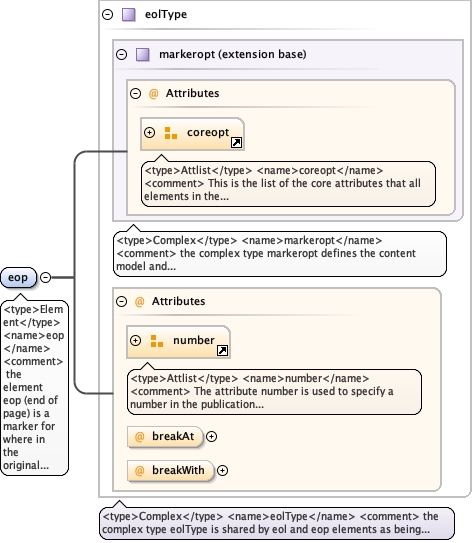 eolType
markeropt (extension base)
@ Attributes
coreopt
<type>Attlist</type> <name>coreopt</name>
<comment> This is the list of the core attributes that all
elements in the...
<type>Complex</type> <name>markeropt</name>
<comment> the complex type markeropt defines the content
model and...
eop
<type>Elem
ent</type>
<name>eop
</name>
<comment>
the
element
eop (end of
page) is a
marker for
where in
the
original...
@ Attributes
number
<type>Attlist</type> <name>number</name>
<comment> The attribute number is used to specify a
number in the publication...
@ breakAt
@ breakWith
<type>Complex</type> <name>eolType</name> <comment> the
complex type eolType is shared by eol and eop elements as being...